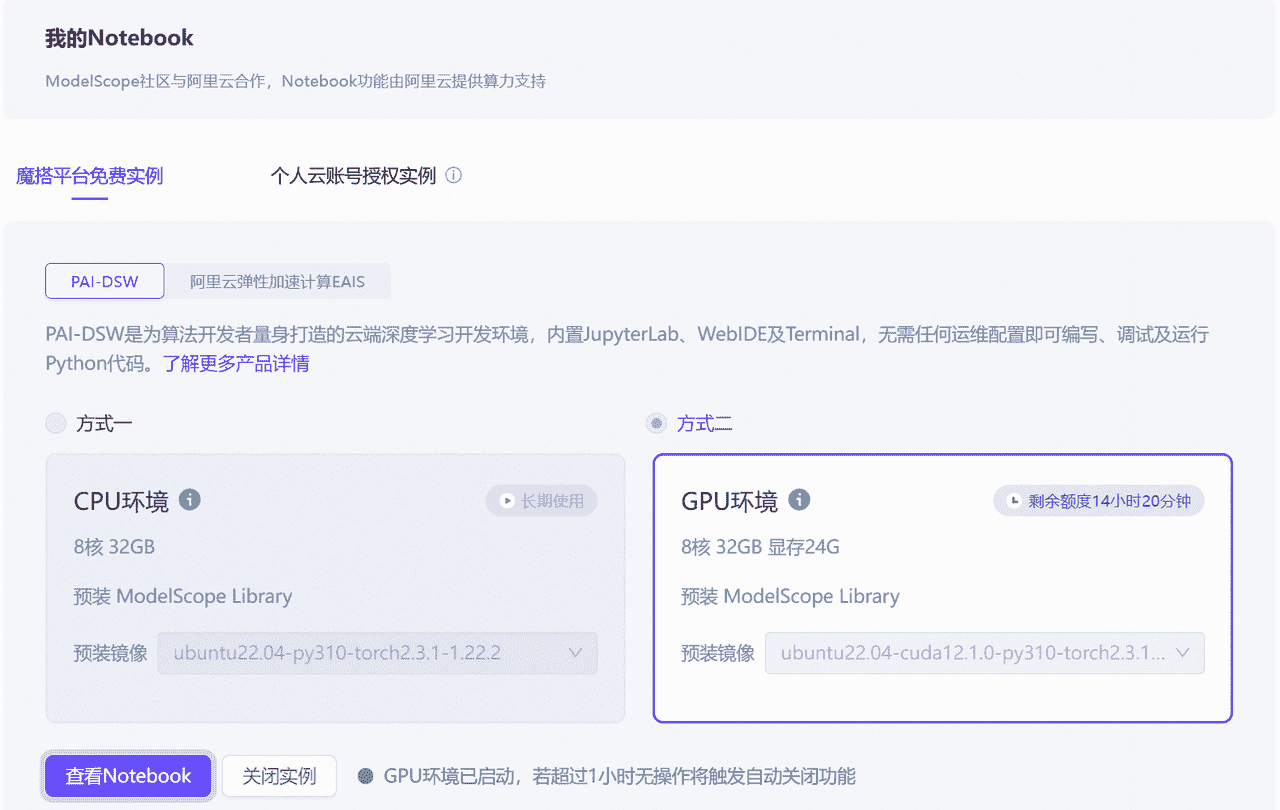 我的Notebook
ModelScope社区与阿里云合作，Notebook功能由阿里云提供算力支持
魔搭平台免费实例
个人云账号授权实例
PAI-DSW
阿里云弹性加速计算EAIS
PAI-DSW是为算法开发者量身打造的云端深度学习开发环境，内置JupyterLab、WebIDE及Terminal，无需任何运维配置即可编写、调试及运行
Python代码。了解更多产品详情
方式一
CPU环境
长期使用
8核 32GB
预装 ModelScope Library
预装镜像 ubuntu22.04-py310-torch2.3.1-1.22.2
方式二
GPU环境
剩余额度14小时20分钟
8核 32GB 显存24G
预装 ModelScope Library
预装镜像 ubuntu22.04-cuda12.1.0-py310-torch2.3.1...
查看Notebook
关闭实例
GPU环境已启动，若超过1小时无操作将触发自动关闭功能